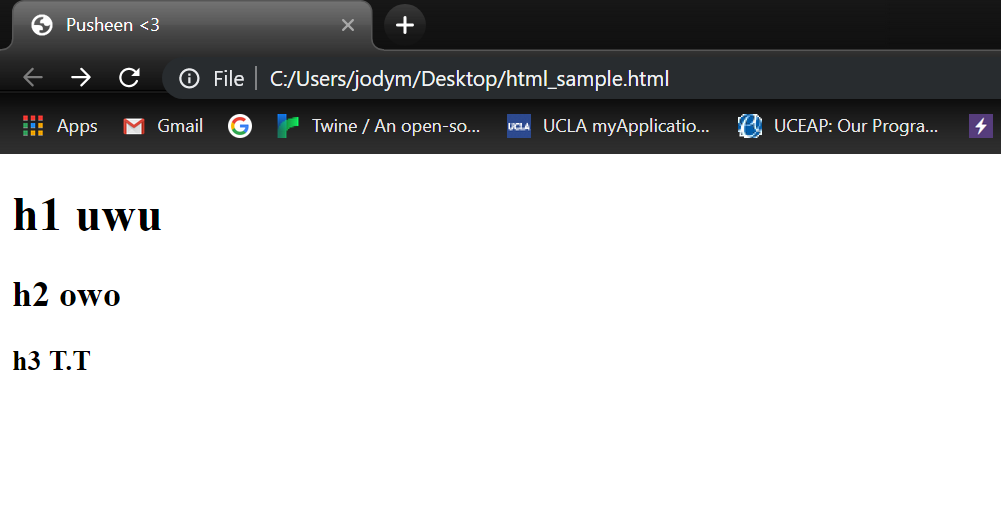 Pusheen <3
File C:/Users/jodym/Desktop/html_sample.html
Apps Gmail Twine / An open-so... UCLA UCLA myApplicatio... UCEAP: Our Progra...
h1 uwu
h2 owo
h3 T.T